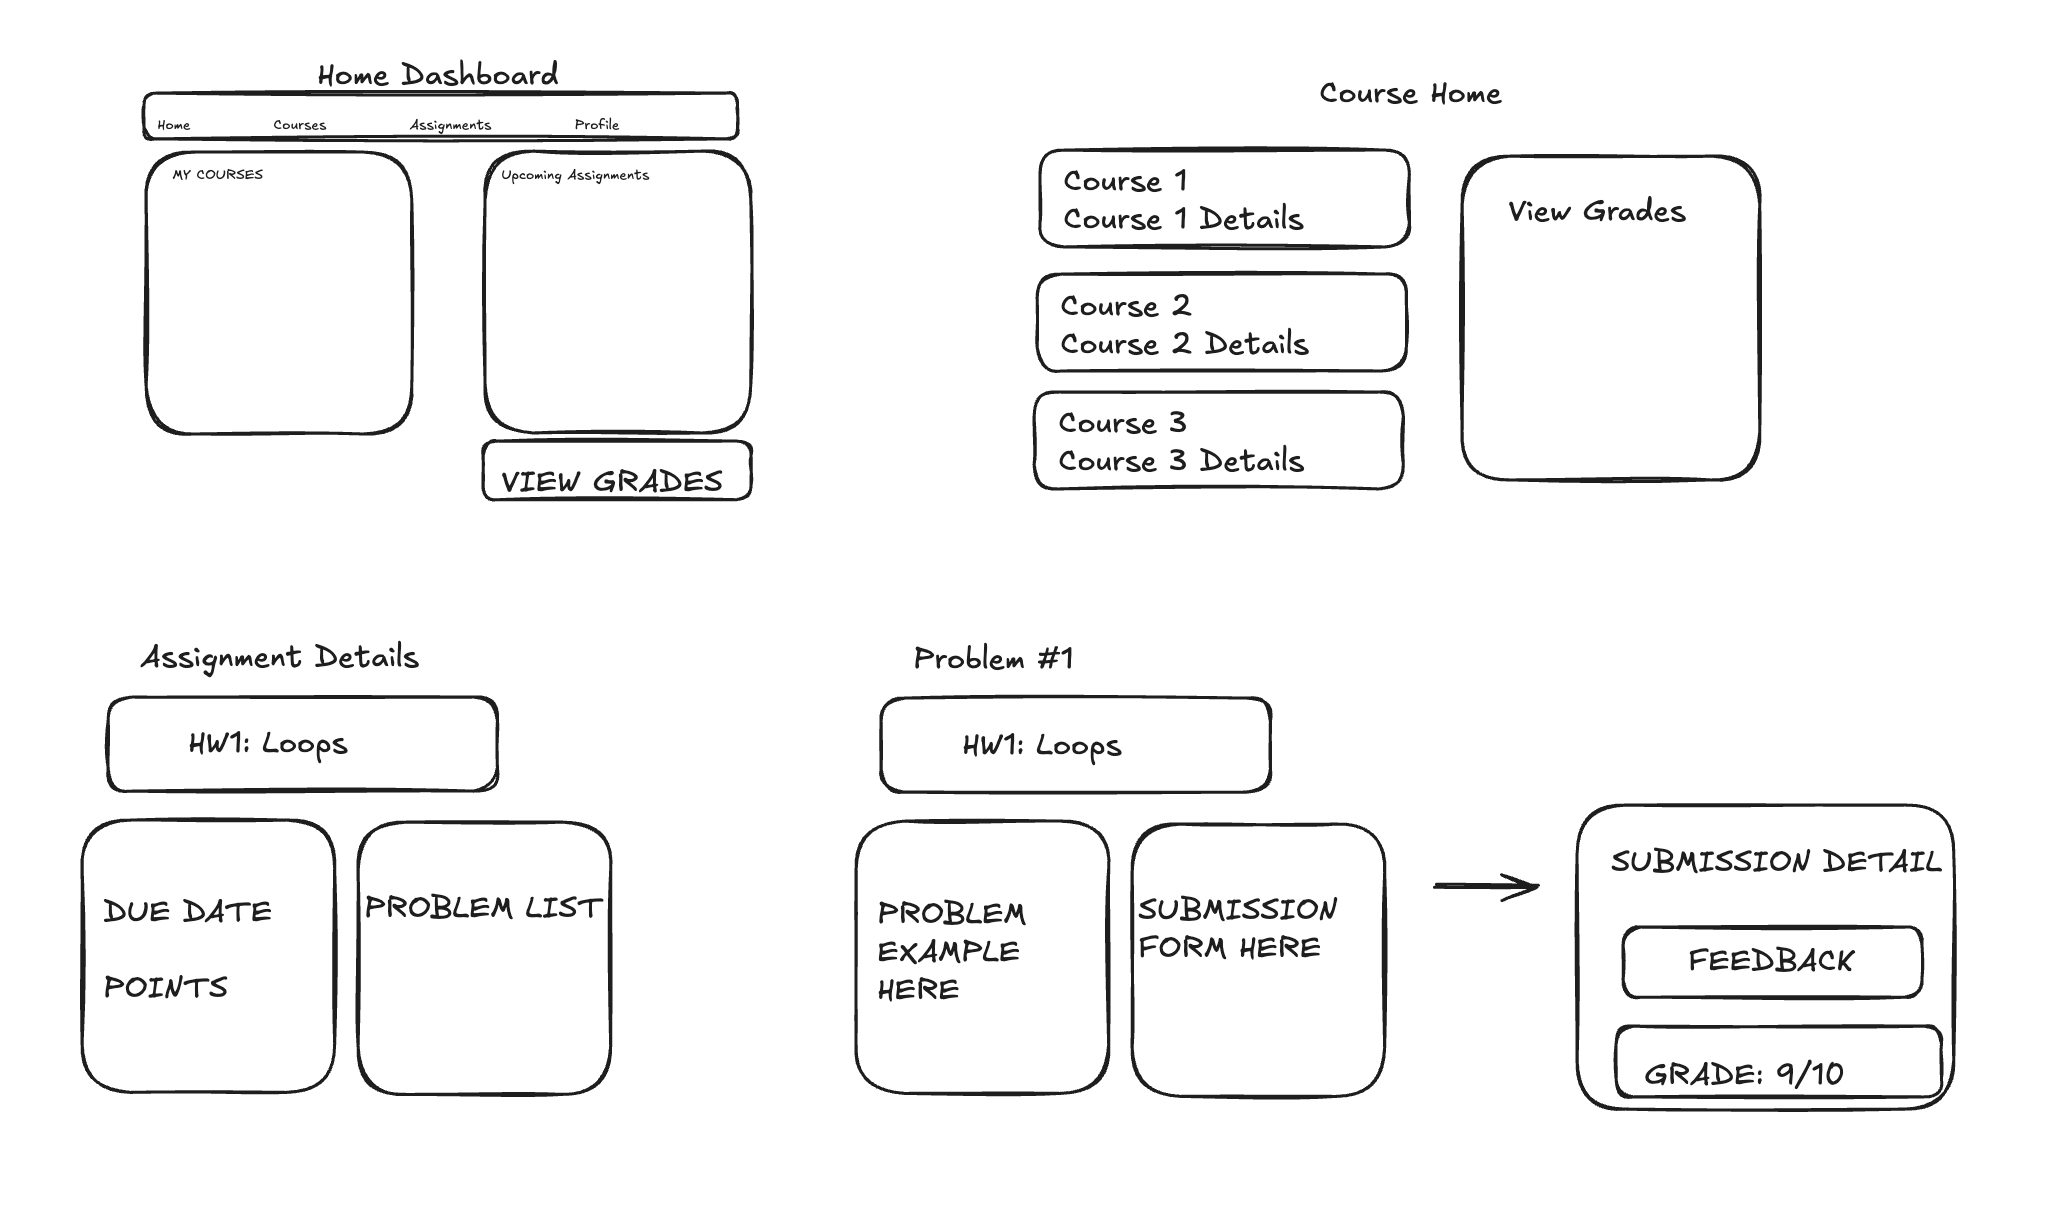 Home Dashboard
Home Courses Assignments Profile
MY COURSES
Upcoming Assignments
VIEW GRADES
Course Home
Course 1
Course 1 Details
Course 2
Course 2 Details
Course 3
Course 3 Details
View Grades
Assignment Details
HW1: Loops
DUE DATE
POINTS
PROBLEM LIST
Problem #1
HW1: Loops
PROBLEM
EXAMPLE
HERE
SUBMISSION
FORM HERE
SUBMISSION DETAIL
FEEDBACK
GRADE: 9/10